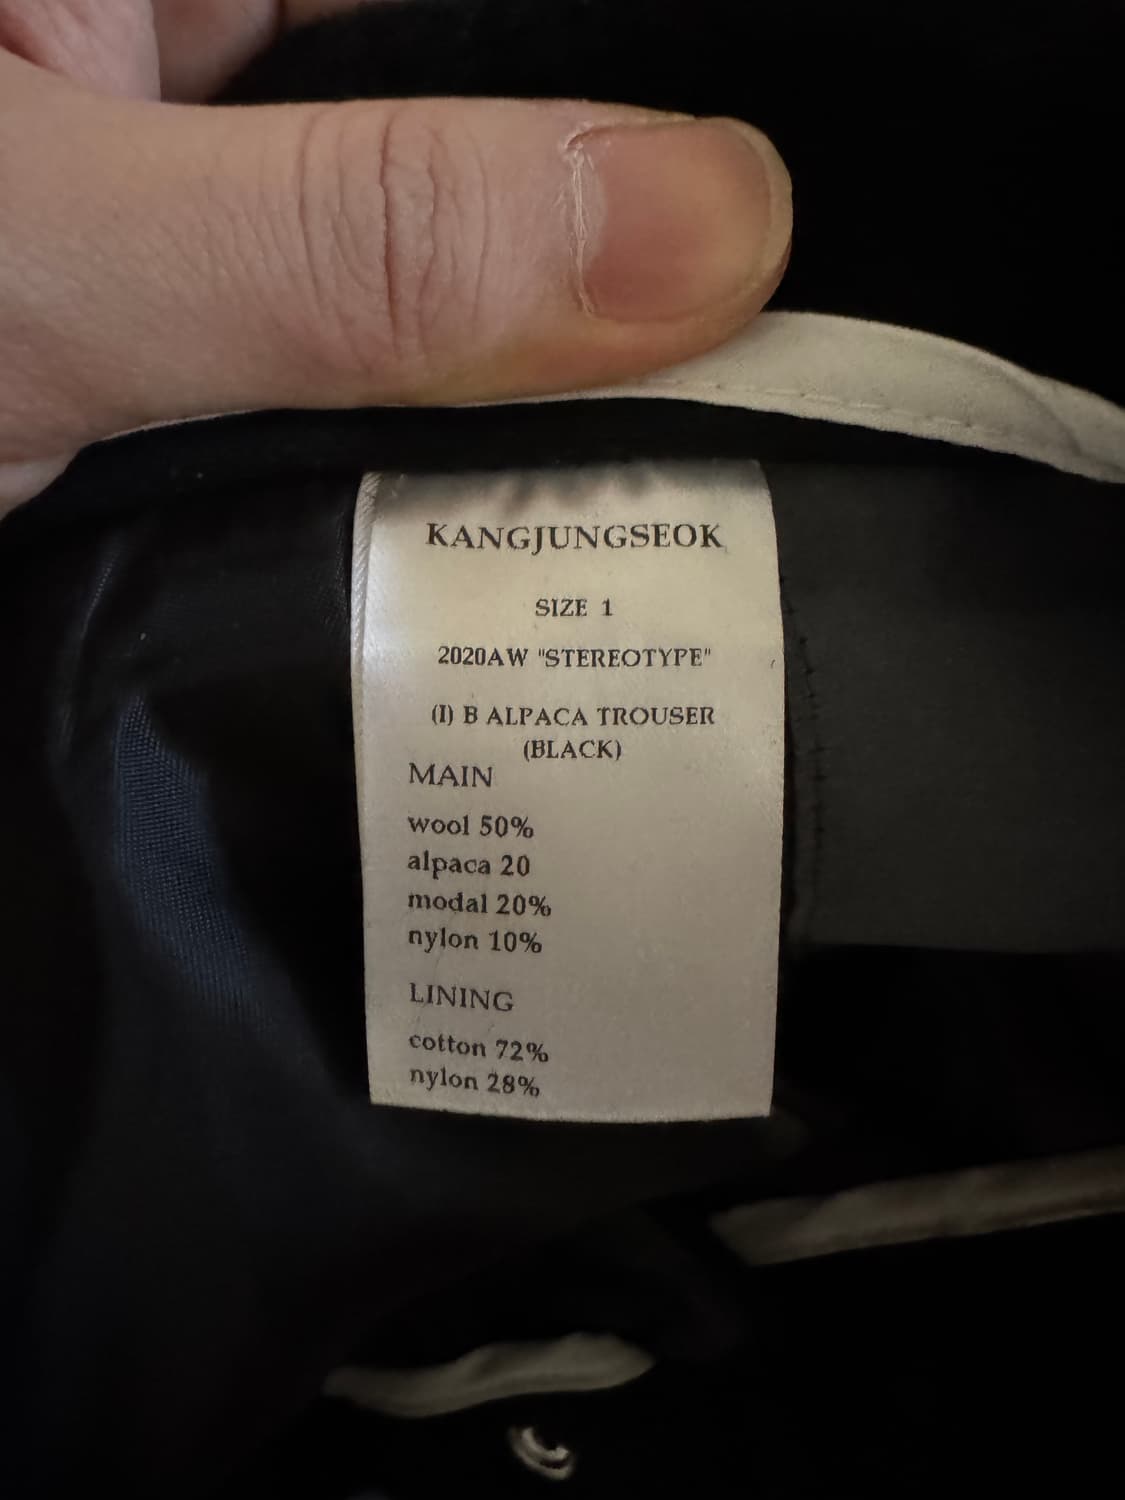 KANGJUNGSEOK
SIZE 1
2020AW "STEREOTYPE"
(I) B ALPACA TROUSER
(BLACK)
MAIN
wool 50%
alpaca 20
modal 20%
nylon 10%
LINING
cotton 72%
nylon 28%